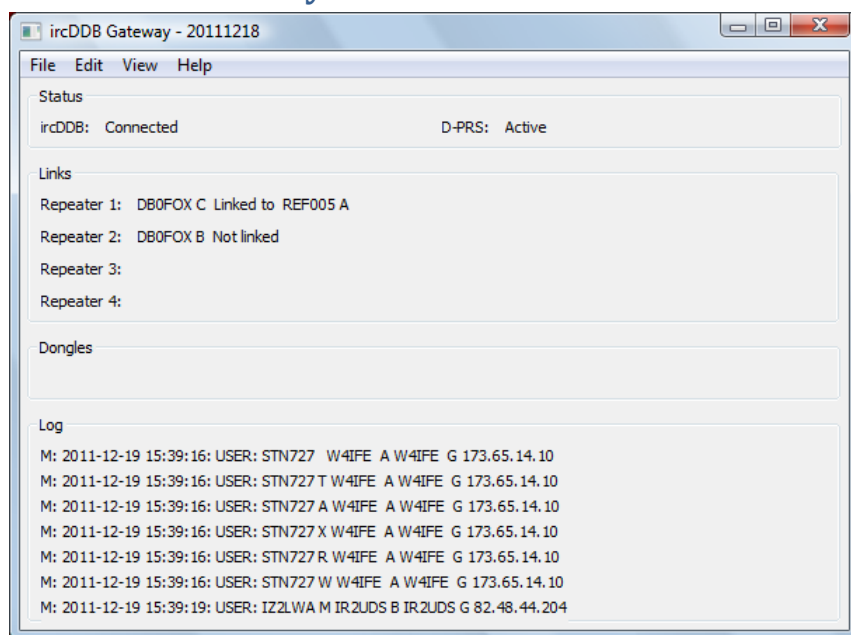 ircDDB Gateway - 20111218
File Edit View Help
Status
ircDDB: Connected D-PRS: Active
Links
Repeater 1: DB0FOX C Linked to REF005 A
Repeater 2: DB0FOX B Not linked
Repeater 3:
Repeater 4:
Dongles
Log
M: 2011-12-19 15:39:16: USER: STN727 W4IFE A W4IFE G 173.65.14.10
M: 2011-12-19 15:39:16: USER: STN727 T W4IFE A W4IFE G 173.65.14.10
M: 2011-12-19 15:39:16: USER: STN727 A W4IFE A W4IFE G 173.65.14.10
M: 2011-12-19 15:39:16: USER: STN727 X W4IFE A W4IFE G 173.65.14.10
M: 2011-12-19 15:39:16: USER: STN727 R W4IFE A W4IFE G 173.65.14.10
M: 2011-12-19 15:39:16: USER: STN727 W W4IFE A W4IFE G 173.65.14.10
M: 2011-12-19 15:39:19: USER: IZ2LWA M IR2UDS B IR2UDS G 82.48.44.204